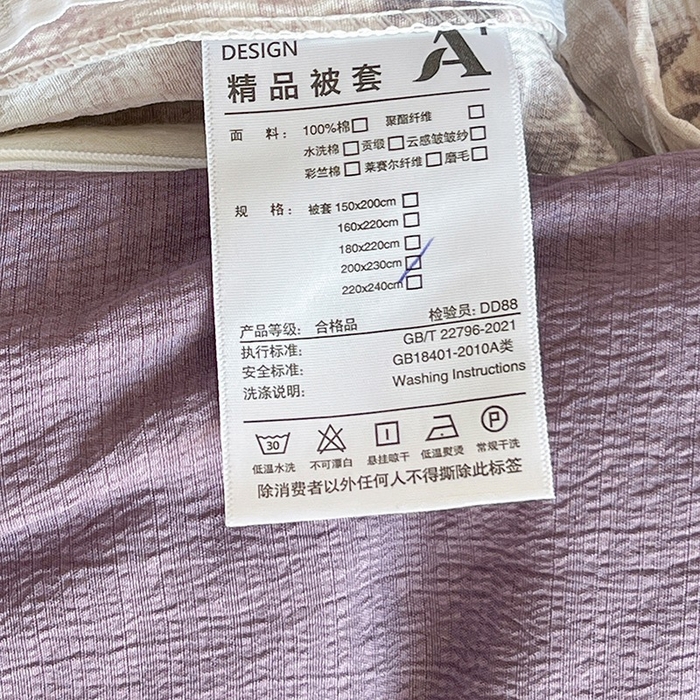 DESIGN
A+
精品被套
面 料: 100%棉 聚酯纤维
水洗棉 贡缎 云感皱皱纱
彩兰棉 莱赛尔纤维 磨毛
规 格: 被套 150x200cm
160x220cm
180x220cm
200x230cm
220x240cm
产品等级: 合格品 检验员: DD88
执行标准: GB/T 22796-2021
安全标准: GB18401-2010A类
洗涤说明: Washing Instructions
30 P
低温水洗 不可漂白 悬挂晾干 低温熨烫 常规干洗
除消费者以外任何人不得撕除此标签